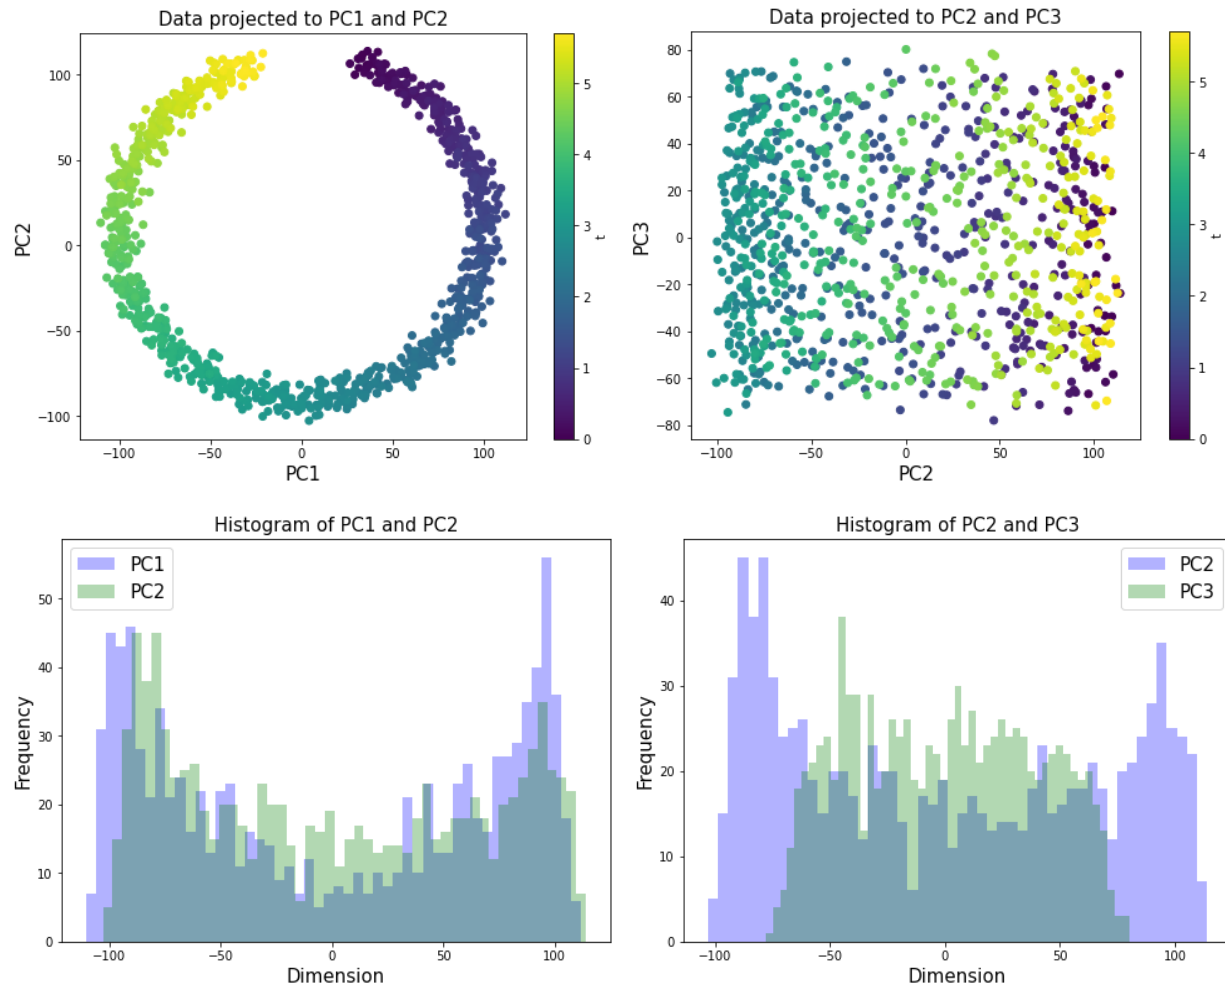 Data projected to PC1 and PC2
100
50
0
−50
−100
PC2
−100 −50 0 50 100
PC1
5
4
3
2
1
0
t
Data projected to PC2 and PC3
80
60
40
20
0
−20
−40
−60
−80
PC3
−100 −50 0 50 100
PC2
5
4
3
2
1
0
t
Histogram of PC1 and PC2
PC1
PC2
50
40
30
20
10
0
Frequency
−100 −50 0 50 100
Dimension
Histogram of PC2 and PC3
PC2
PC3
40
30
20
10
0
Frequency
−100 −50 0 50 100
Dimension